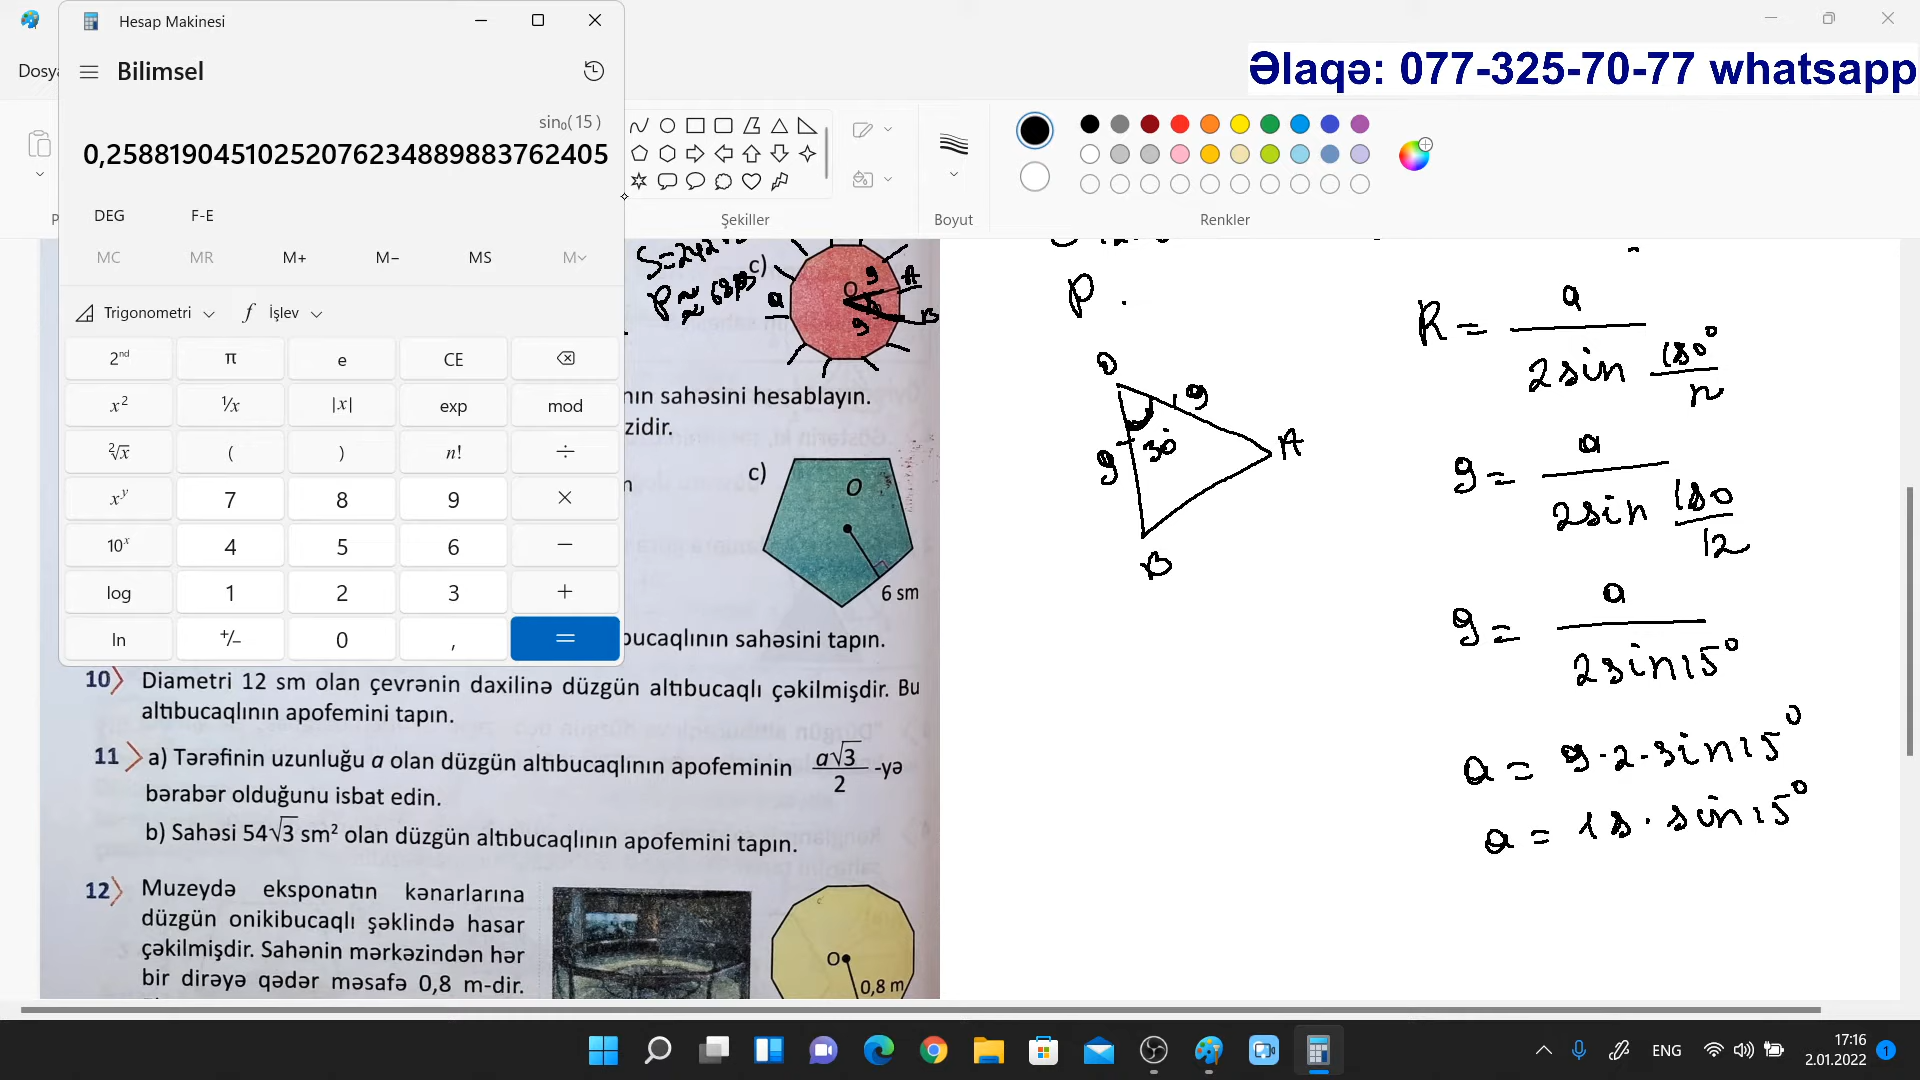 Hesap Makinesi
Dosya
Əlaqə: 077-325-70-77 whatsapp
Bilimsel
sin₀(15)
0,25881904510252076234889883762405
DEG F-E
MC MR M+ M− MS M˅
Trigonometri
f İşlev
2ⁿᵈ π e CE
x² ¹/x |x| exp mod
²√x ( ) n! ÷
xʸ 7 8 9 ×
10ˣ 4 5 6 −
log 1 2 3 +
ln +/− 0 , =
Şekiller
Boyut
Renkler
c)
O
9
A
a
9
B
nın sahəsini hesablayın.
zidir.
c)
O
6 sm
bucaqlının sahəsini tapın.
10 Diametri 12 sm olan çevrənin daxilinə düzgün altıbucaqlı çəkilmişdir. Bu
altıbucaqlının apofemini tapın.
11 a) Tərəfinin uzunluğu a olan düzgün altıbucaqlının apofeminin a√3/2 -yə
bərabər olduğunu isbat edin.
b) Sahəsi 54√3 sm² olan düzgün altıbucaqlının apofemini tapın.
12 Muzeydə eksponatın kənarlarına
düzgün onikibucaqlı şəklində hasar
çəkilmişdir. Sahənin mərkəzindən hər
bir dirəyə qədər məsafə 0,8 m-dir.
O
0,8 m
P
O
9
30°
9
A
B
R = a / 2sin 180°/n
9 = a / 2sin 180/12
9 = a / 2sin15°
a = 9·2·sin15°
a = 18·sin15°
ENG
17:16
2.01.2022
1